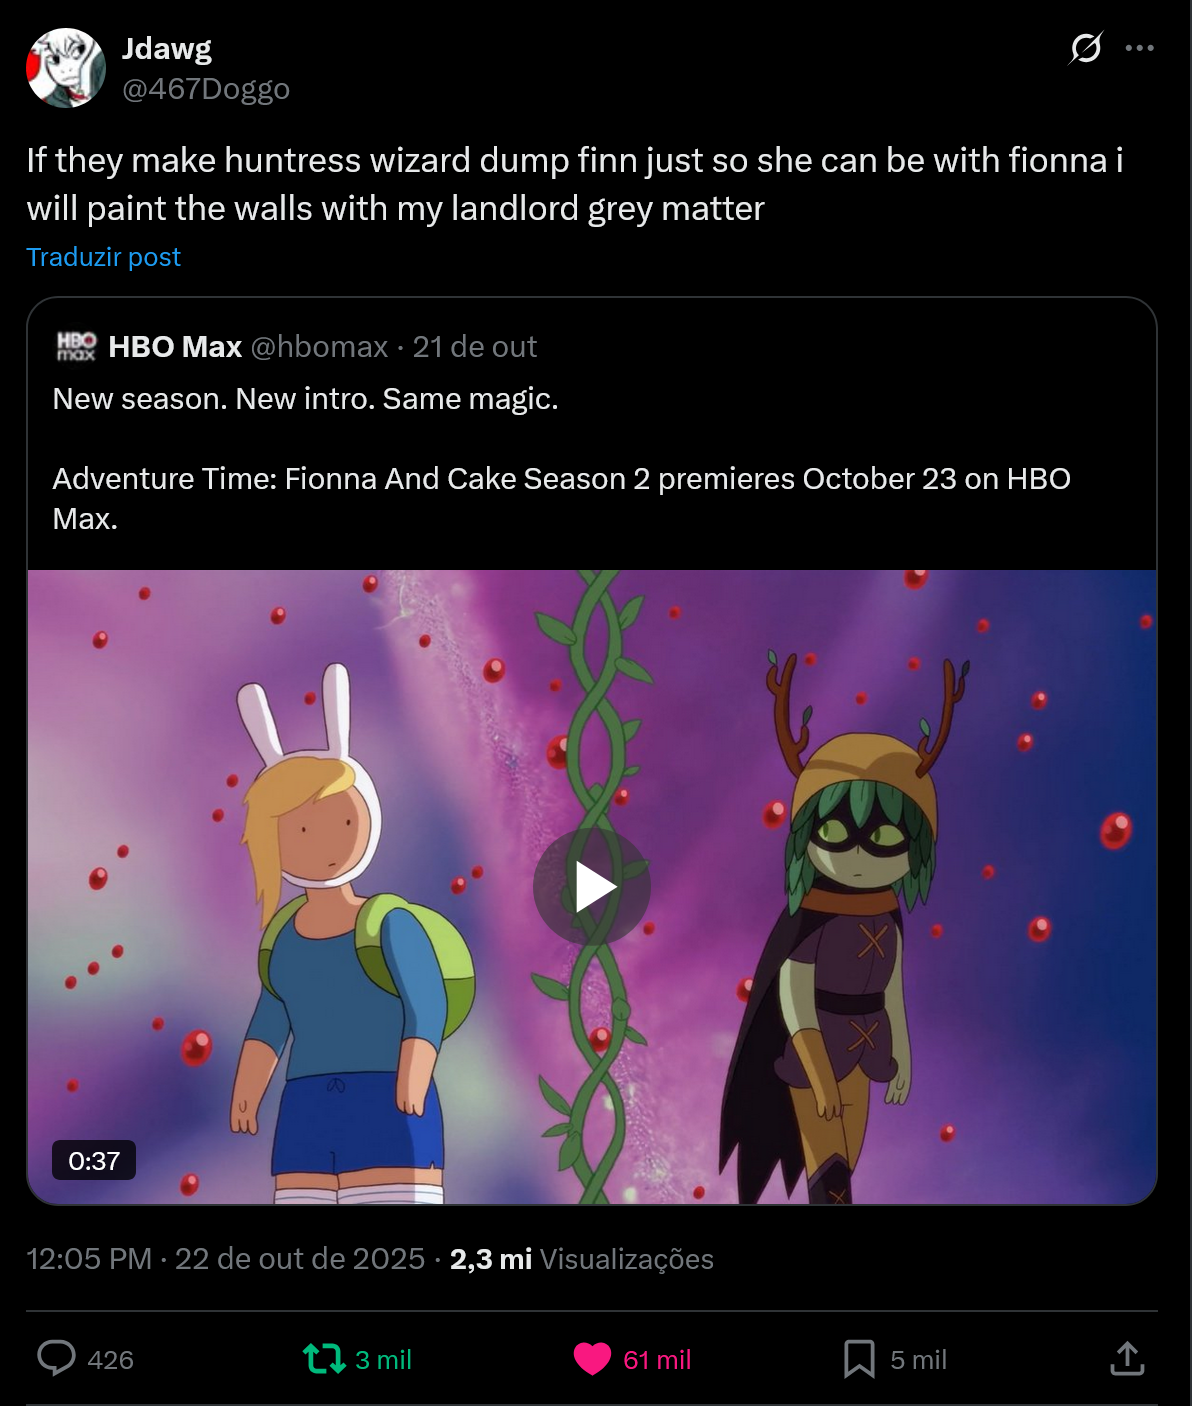 Jdawg
@467Doggo
If they make huntress wizard dump finn just so she can be with fionna i
will paint the walls with my landlord grey matter
Traduzir post
HBO max
HBO Max @hbomax · 21 de out
New season. New intro. Same magic.
Adventure Time: Fionna And Cake Season 2 premieres October 23 on HBO
Max.
0:37
12:05 PM · 22 de out de 2025 · 2,3 mi Visualizações
426
3 mil
61 mil
5 mil